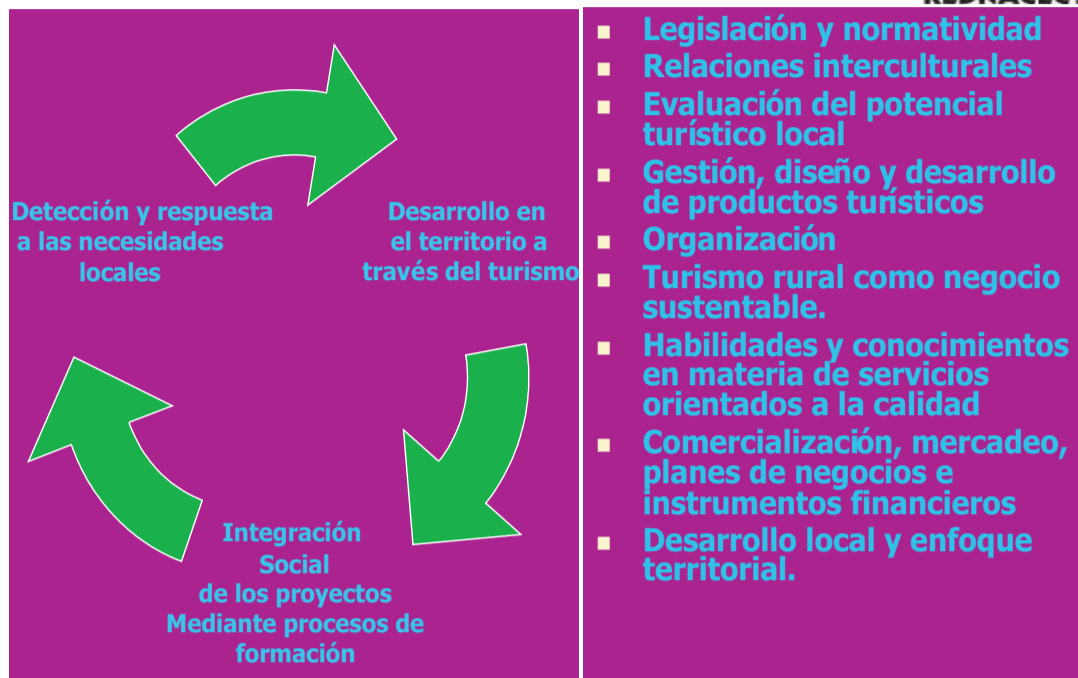 Detección y respuesta
a las necesidades
locales
Desarrollo en
el territorio a
través del turismo
Integración
Social
de los proyectos
Mediante procesos de
formación
Legislación y normatividad
Relaciones interculturales
Evaluación del potencial
turístico local
Gestión, diseño y desarrollo
de productos turísticos
Organización
Turismo rural como negocio
sustentable.
Habilidades y conocimientos
en materia de servicios
orientados a la calidad
Comercialización, mercadeo,
planes de negocios e
instrumentos financieros
Desarrollo local y enfoque
territorial.